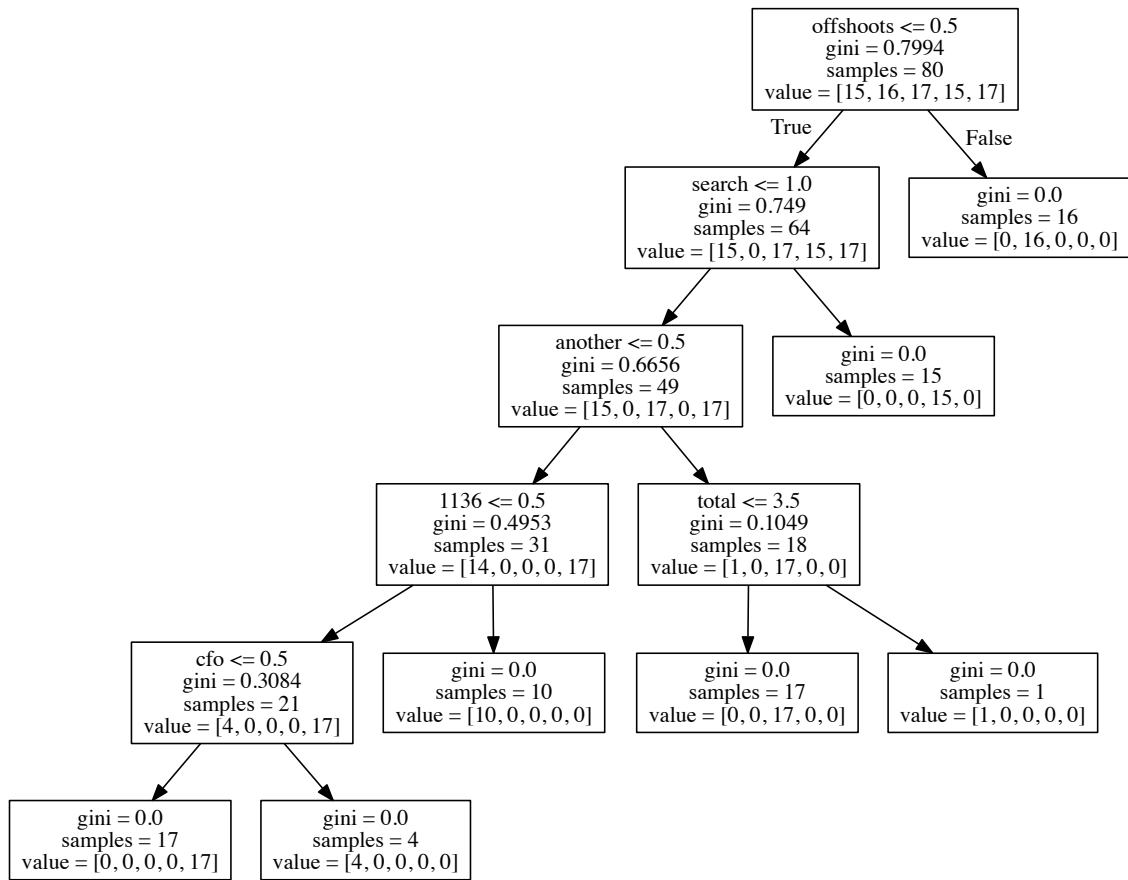 offshoots <= 0.5
gini = 0.7994
samples = 80
value = [15, 16, 17, 15, 17]
True
False
search <= 1.0
gini = 0.749
samples = 64
value = [15, 0, 17, 15, 17]
gini = 0.0
samples = 16
value = [0, 16, 0, 0, 0]
another <= 0.5
gini = 0.6656
samples = 49
value = [15, 0, 17, 0, 17]
gini = 0.0
samples = 15
value = [0, 0, 0, 15, 0]
1136 <= 0.5
gini = 0.4953
samples = 31
value = [14, 0, 0, 0, 17]
total <= 3.5
gini = 0.1049
samples = 18
value = [1, 0, 17, 0, 0]
cfo <= 0.5
gini = 0.3084
samples = 21
value = [4, 0, 0, 0, 17]
gini = 0.0
samples = 10
value = [10, 0, 0, 0, 0]
gini = 0.0
samples = 17
value = [0, 0, 17, 0, 0]
gini = 0.0
samples = 1
value = [1, 0, 0, 0, 0]
gini = 0.0
samples = 17
value = [0, 0, 0, 0, 17]
gini = 0.0
samples = 4
value = [4, 0, 0, 0, 0]